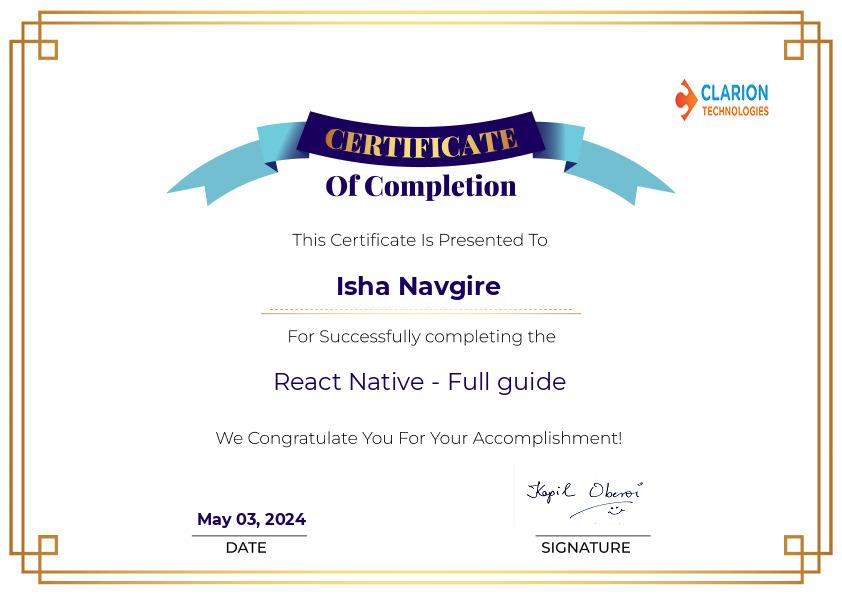 CLARION
TECHNOLOGIES
CERTIFICATE
Of Completion
This Certificate Is Presented To
Isha Navgire
For Successfully completing the
React Native - Full guide
We Congratulate You For Your Accomplishment!
Kapil Oberoi
May 03, 2024
DATE
SIGNATURE